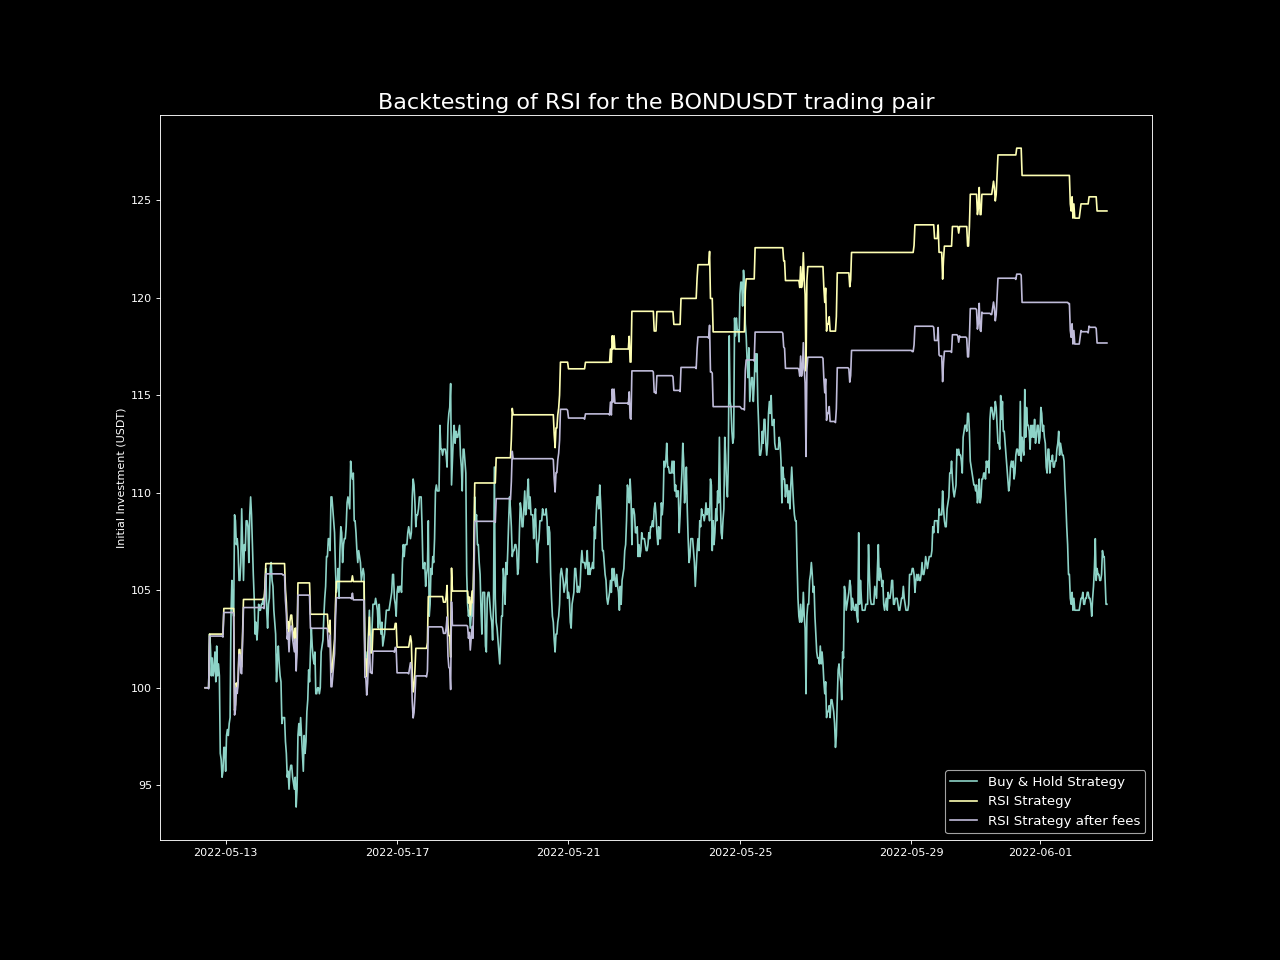 Backtesting of RSI for the BONDUSDT trading pair
Initial Investment (USDT)
125
120
115
110
105
100
95
2022-05-13 2022-05-17 2022-05-21 2022-05-25 2022-05-29 2022-06-01
Buy & Hold Strategy
RSI Strategy
RSI Strategy after fees